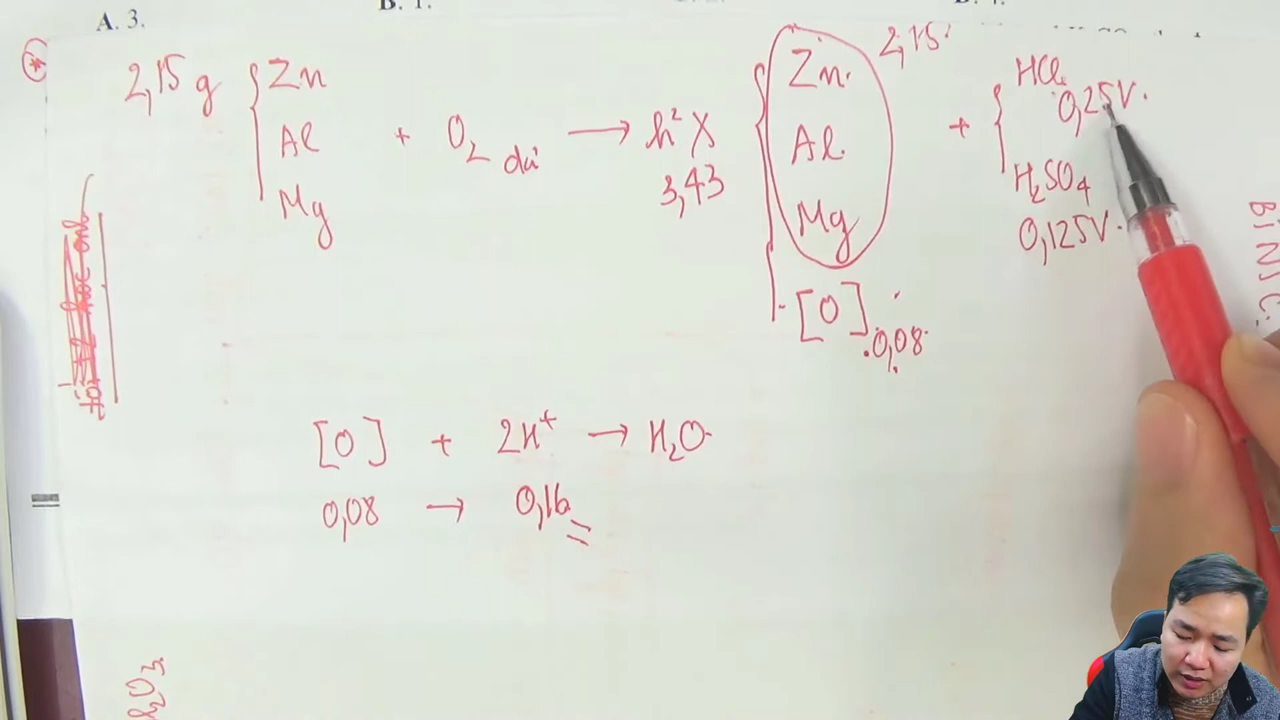 A. 3.
B. 1.
2,15 g { Zn
Al
Mg
+ O2 dư → h² X
3,43
Zn.
Al.
Mg
[O] 0,08
2,15
+ { HCl
0,25V.
H2SO4
0,125V.
[O] + 2H+ → H2O
0,08 → 0,16